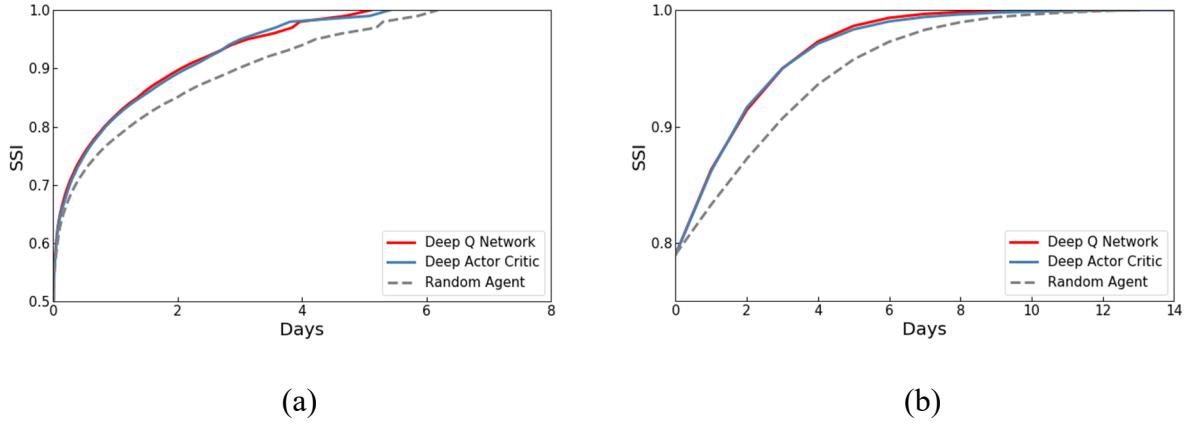 1.0
0.9
0.8
0.7
0.6
0.5
SSI
0 2 4 6 8
Days
Deep Q Network
Deep Actor Critic
Random Agent
(a)
1.0
0.9
0.8
SSI
0 2 4 6 8 10 12 14
Days
Deep Q Network
Deep Actor Critic
Random Agent
(b)